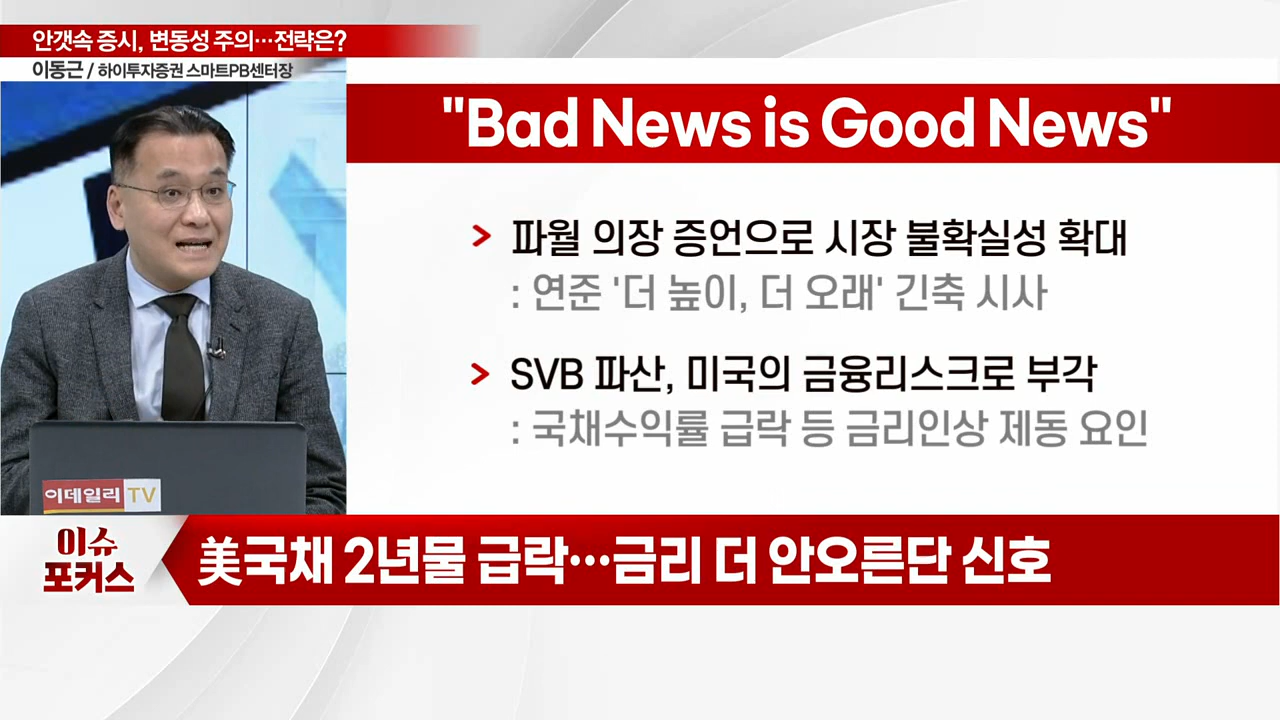 안갯속 증시, 변동성 주의…전략은?
이동근 / 하이투자증권 스마트PB센터장
"Bad News is Good News"
> 파월 의장 증언으로 시장 불확실성 확대
: 연준 '더 높이, 더 오래' 긴축 시사
> SVB 파산, 미국의 금융리스크로 부각
: 국채수익률 급락 등 금리인상 제동 요인
이데일리 TV
이슈
포커스
美국채 2년물 급락…금리 더 안오른단 신호